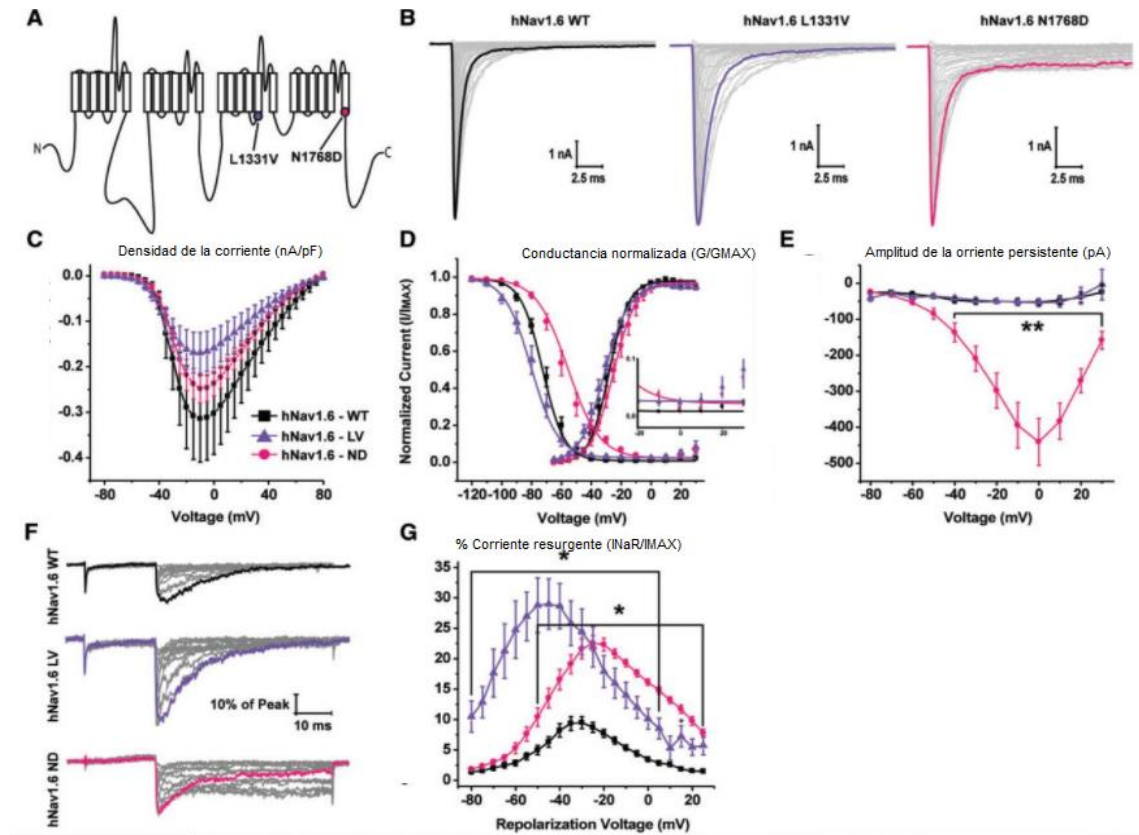 A
N
L1331V
N1768D
C
B
hNav1.6 WT
hNav1.6 L1331V
hNav1.6 N1768D
1 nA
2.5 ms
1 nA
2.5 ms
1 nA
2.5 ms
C
Densidad de la corriente (nA/pF)
0.0
-0.1
-0.2
-0.3
-0.4
hNav1.6 - WT
hNav1.6 - LV
hNav1.6 - ND
-80 -40 0 40 80
Voltage (mV)
D
Conductancia normalizada (G/GMAX)
Normalized Current (I/IMAX)
1.0
0.8
0.6
0.4
0.2
0.0
0.1
0.0
-20 0 20
-120 -100 -80 -60 -40 -20 0 20
Voltage (mV)
E
Amplitud de la orriente persistente (pA)
0
-100
-200
-300
-400
-500
**
-80 -60 -40 -20 0 20
Voltage (mV)
F
hNav1.6 WT
hNav1.6 LV
hNav1.6 ND
10% of Peak
10 ms
G
% Corriente resurgente (INaR/IMAX)
*
*
35
30
25
20
15
10
5
0
-80 -60 -40 -20 0 20
Repolarization Voltage (mV)